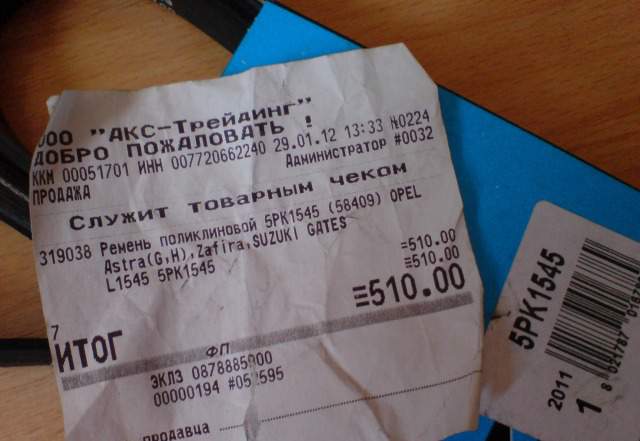 ООО "АКС-Трейдинг"
ДОБРО ПОЖАЛОВАТЬ !
ККМ 00051701 ИНН 007720662240 29.01.12 13:33 №0224
ПРОДАЖА Администратор #0032
Служит товарным чеком
319038 Ремень поликлиновой 5PK1545 (58409) OPEL
Astra(G,H),Zafira,SUZUKI GATES
L1545 5PK1545 =510.00
=510.00
7
ИТОГ ≡510.00
ФП
ЭКЛЗ 0878885900
00000194 #052595
продавца
5PK1545
2011
1